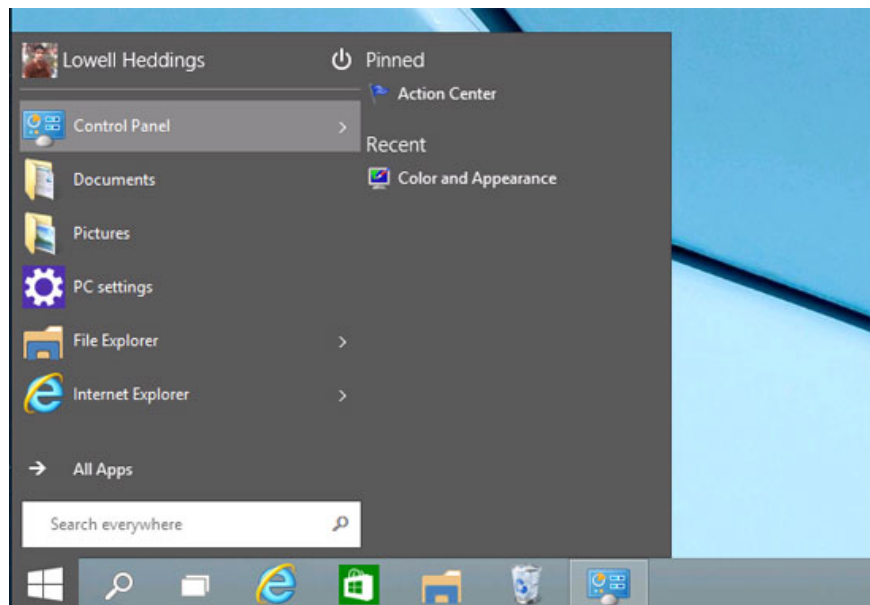 Lowell Heddings
Control Panel
Documents
Pictures
PC settings
File Explorer
Internet Explorer
All Apps
Search everywhere
Pinned
Action Center
Recent
Color and Appearance